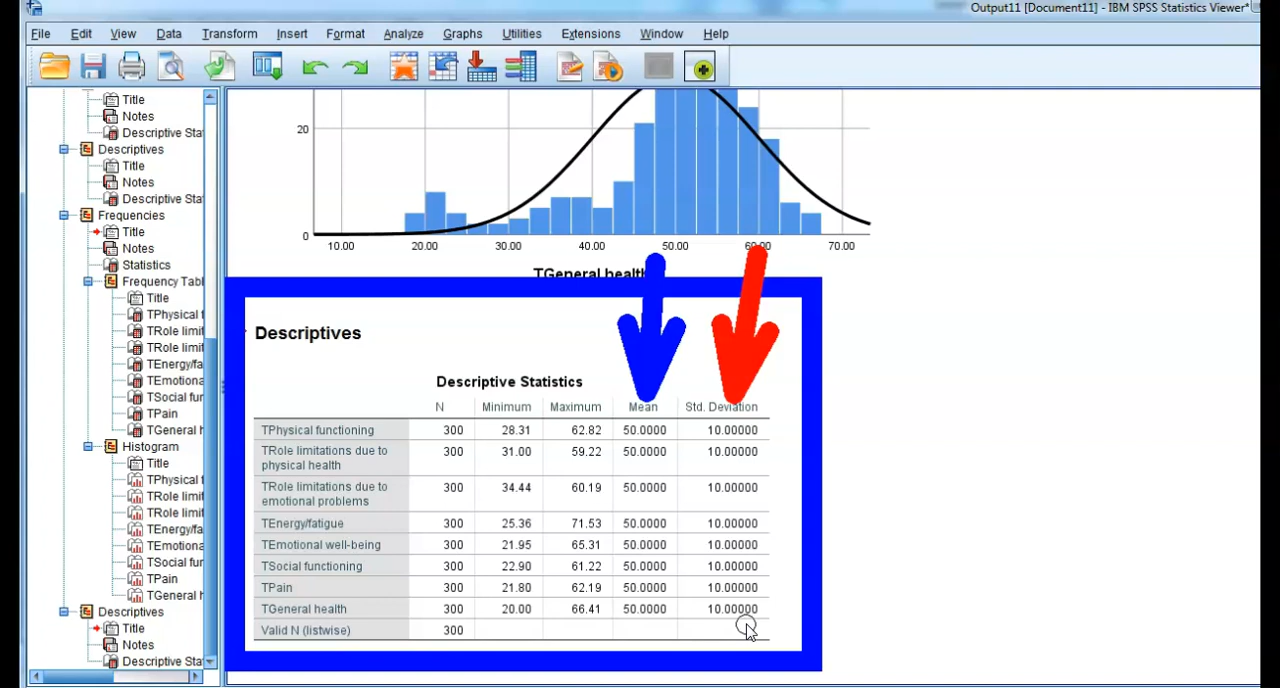 Output11 [Document11] - IBM SPSS Statistics Viewer*
File Edit View Data Transform Insert Format Analyze Graphs Utilities Extensions Window Help
Title
Notes
Descriptive Sta
Descriptives
Title
Notes
Descriptive Sta
Frequencies
Title
Notes
Statistics
Frequency Tabl
Title
TPhysical f
TRole limit
TRole limit
TEnergy/fa
TEmotiona
TSocial fur
TPain
TGeneral h
Histogram
Title
TPhysical f
TRole limit
TRole limit
TEnergy/fa
TEmotiona
TSocial fur
TPain
TGeneral h
Descriptives
Title
Notes
Descriptive Sta
20
0
10.00 20.00 30.00 40.00 50.00 60.00 70.00
TGeneral health
Descriptives
Descriptive Statistics
N Minimum Maximum Mean Std. Deviation
TPhysical functioning 300 28.31 62.82 50.0000 10.00000
TRole limitations due to 300 31.00 59.22 50.0000 10.00000
physical health
TRole limitations due to 300 34.44 60.19 50.0000 10.00000
emotional problems
TEnergy/fatigue 300 25.36 71.53 50.0000 10.00000
TEmotional well-being 300 21.95 65.31 50.0000 10.00000
TSocial functioning 300 22.90 61.22 50.0000 10.00000
TPain 300 21.80 62.19 50.0000 10.00000
TGeneral health 300 20.00 66.41 50.0000 10.00000
Valid N (listwise) 300